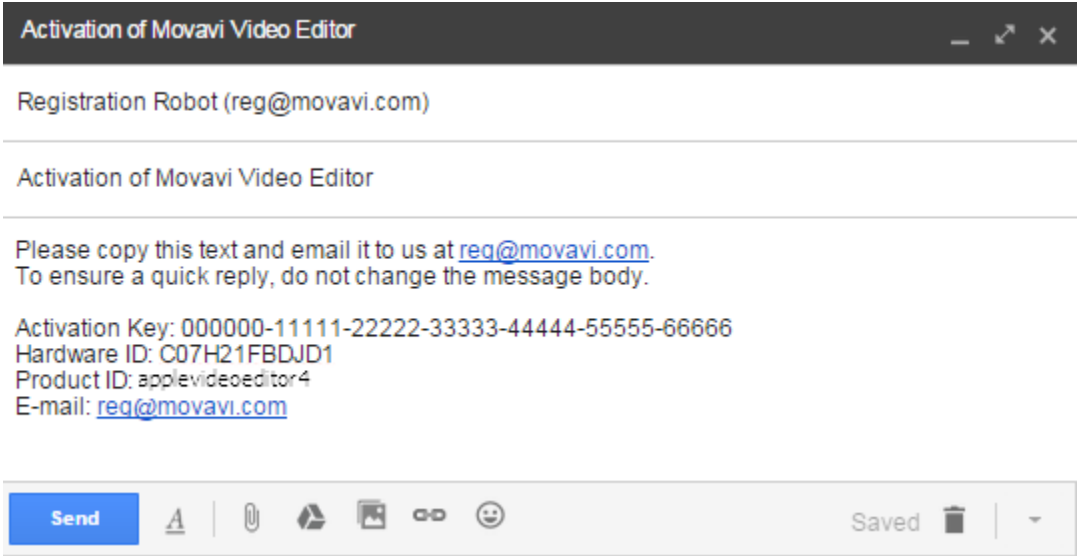 Activation of Movavi Video Editor
Registration Robot (reg@movavi.com)
Activation of Movavi Video Editor
Please copy this text and email it to us at reg@movavi.com.
To ensure a quick reply, do not change the message body.
Activation Key: 000000-11111-22222-33333-44444-55555-66666
Hardware ID: C07H21FBDJD1
Product ID: applevideoeditor4
E-mail: reg@movavi.com
Send A Saved